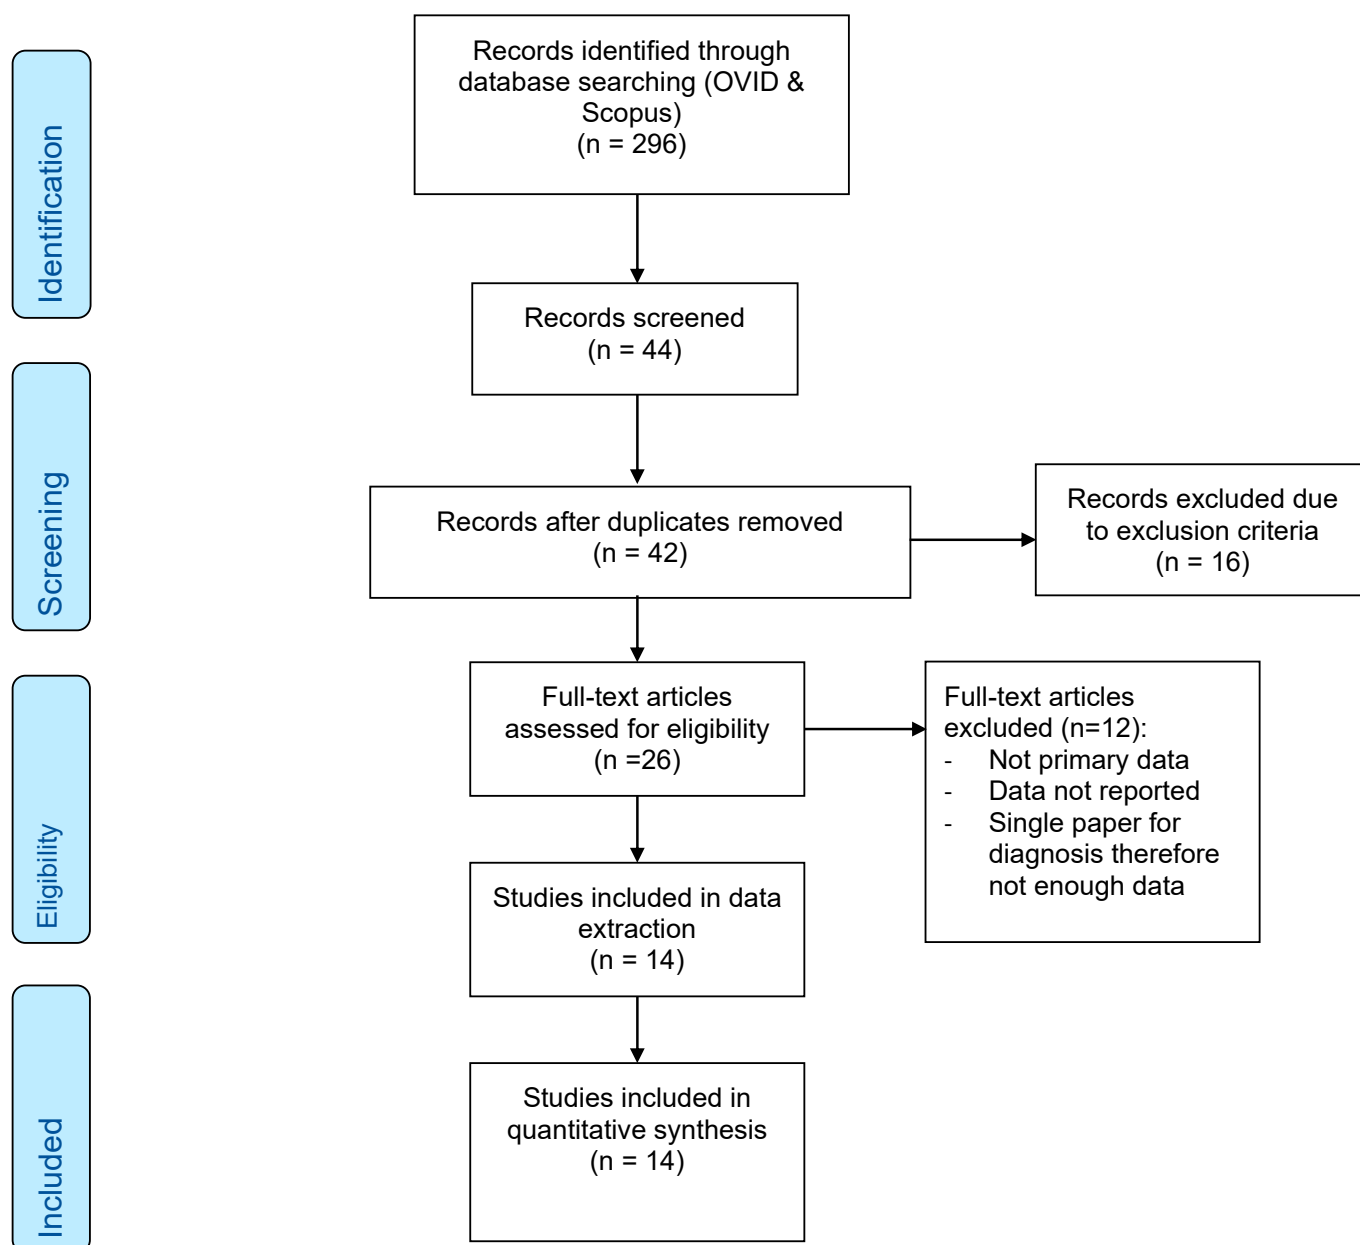 Identification
Records identified through
database searching (OVID &
Scopus)
(n = 296)
Records screened
(n = 44)
Screening
Records after duplicates removed
(n = 42)
Records excluded due
to exclusion criteria
(n = 16)
Eligibility
Full-text articles
assessed for eligibility
(n =26)
Full-text articles
excluded (n=12):
- Not primary data
- Data not reported
- Single paper for
diagnosis therefore
not enough data
Studies included in data
extraction
(n = 14)
Included
Studies included in
quantitative synthesis
(n = 14)